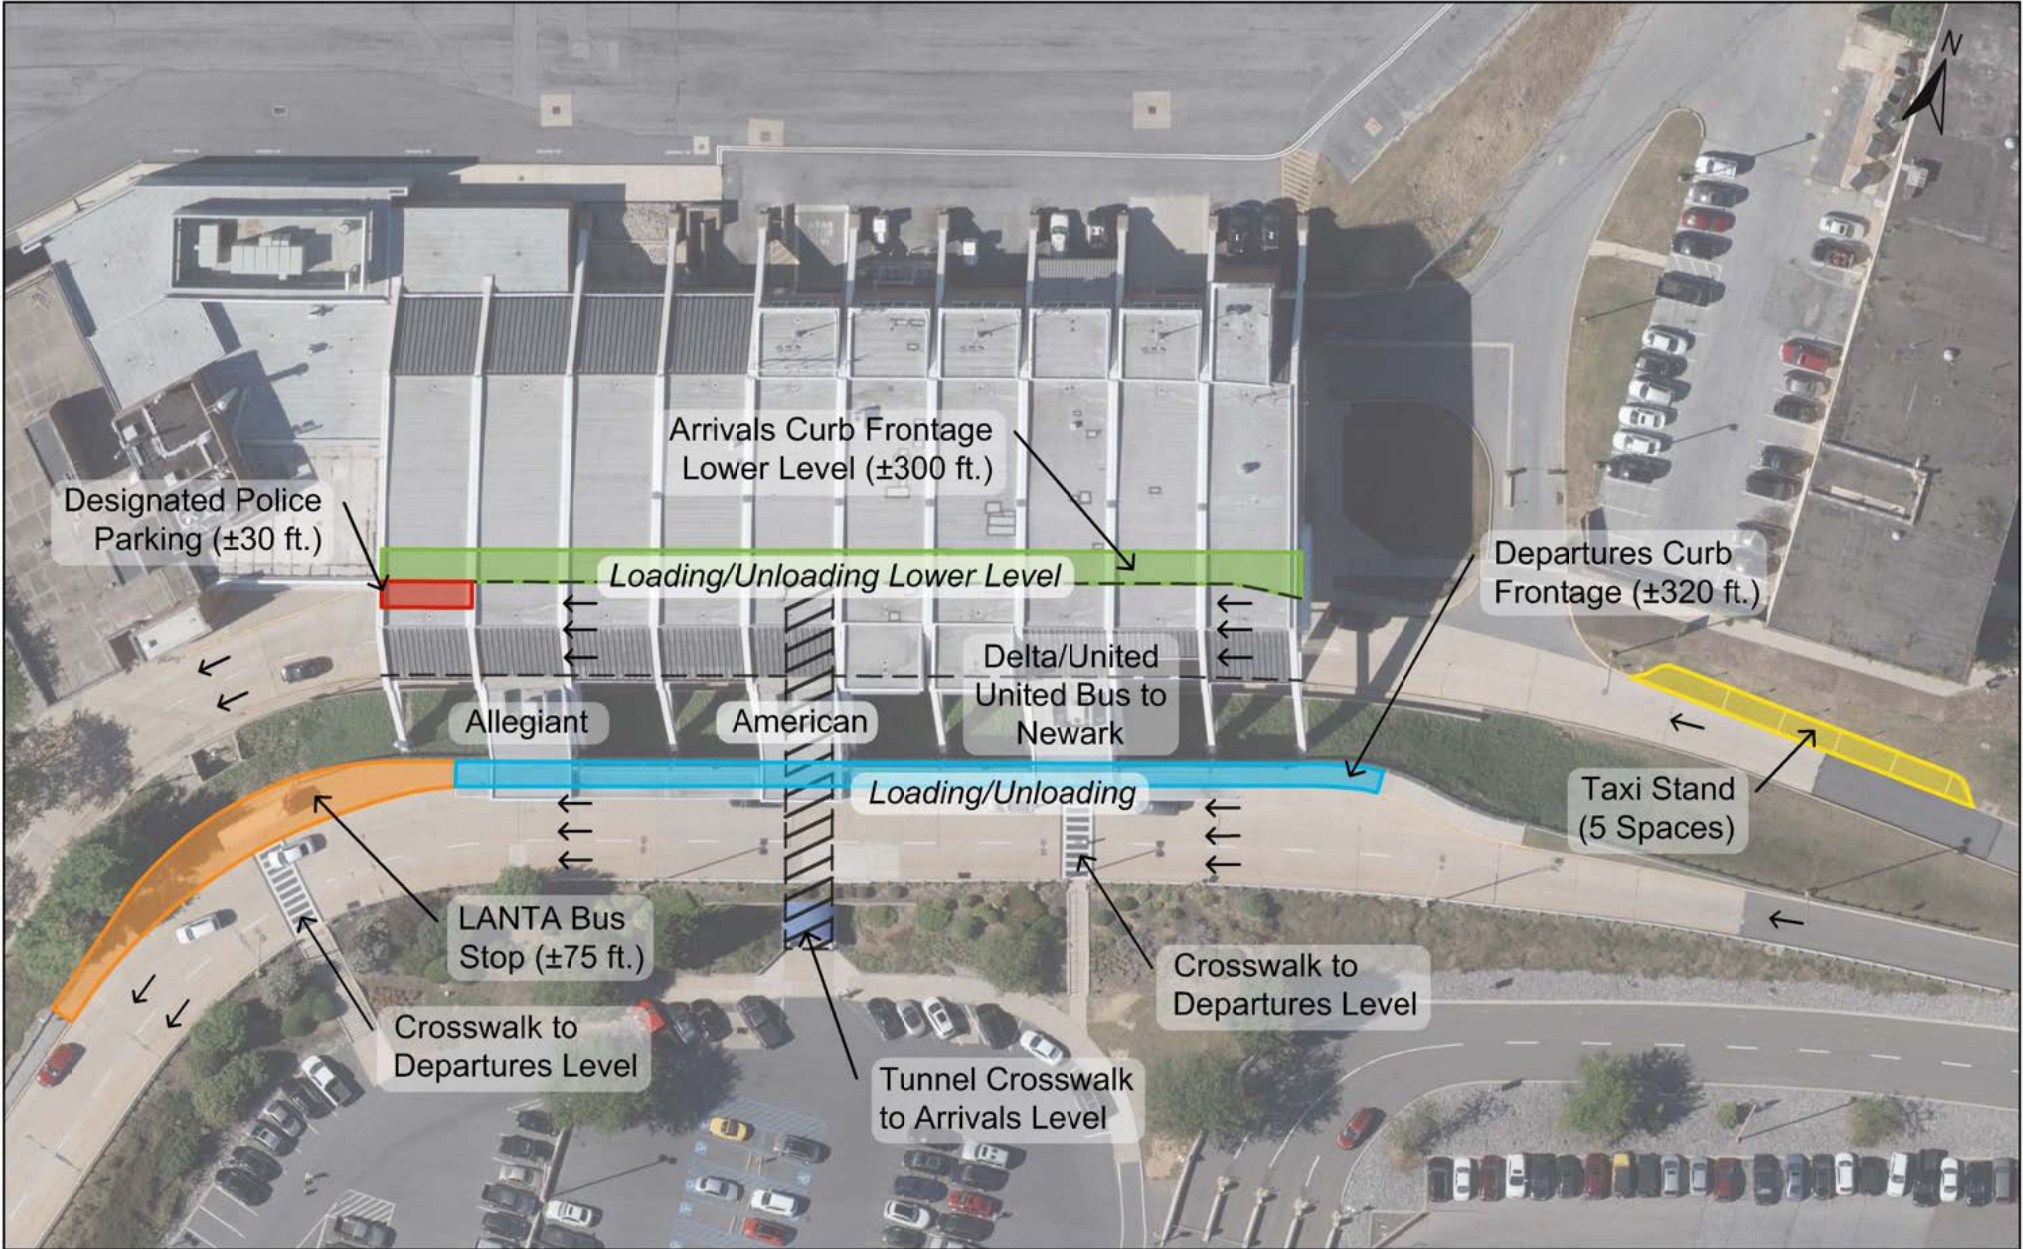 N
Arrivals Curb Frontage
Lower Level (±300 ft.)
Designated Police
Parking (±30 ft.)
Departures Curb
Frontage (±320 ft.)
Loading/Unloading Lower Level
Delta/United
United Bus to
Newark
Allegiant
American
Loading/Unloading
Taxi Stand
(5 Spaces)
LANTA Bus
Stop (±75 ft.)
Crosswalk to
Departures Level
Crosswalk to
Departures Level
Tunnel Crosswalk
to Arrivals Level